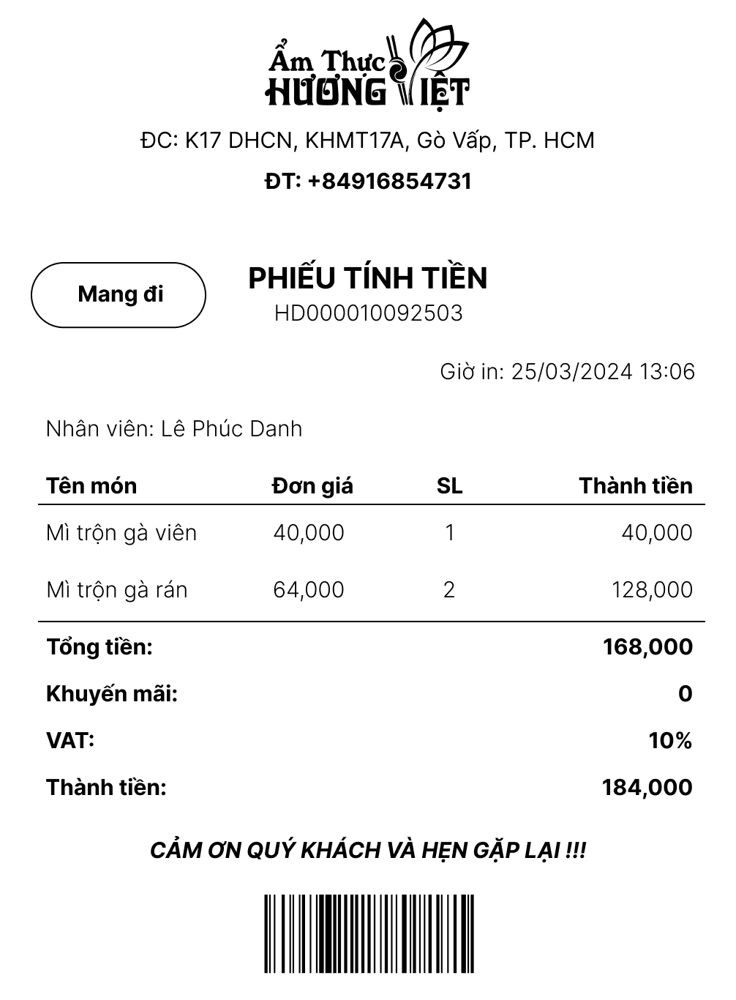 Ẩm Thực
HƯƠNG VIỆT
ĐC: K17 DHCN, KHMT17A, Gò Vấp, TP. HCM
ĐT: +84916854731
Mang đi
PHIẾU TÍNH TIỀN
HD000010092503
Giờ in: 25/03/2024 13:06
Nhân viên: Lê Phúc Danh
Tên món Đơn giá SL Thành tiền
Mì trộn gà viên 40,000 1 40,000
Mì trộn gà rán 64,000 2 128,000
Tổng tiền: 168,000
Khuyến mãi: 0
VAT: 10%
Thành tiền: 184,000
CẢM ƠN QUÝ KHÁCH VÀ HẸN GẶP LẠI !!!